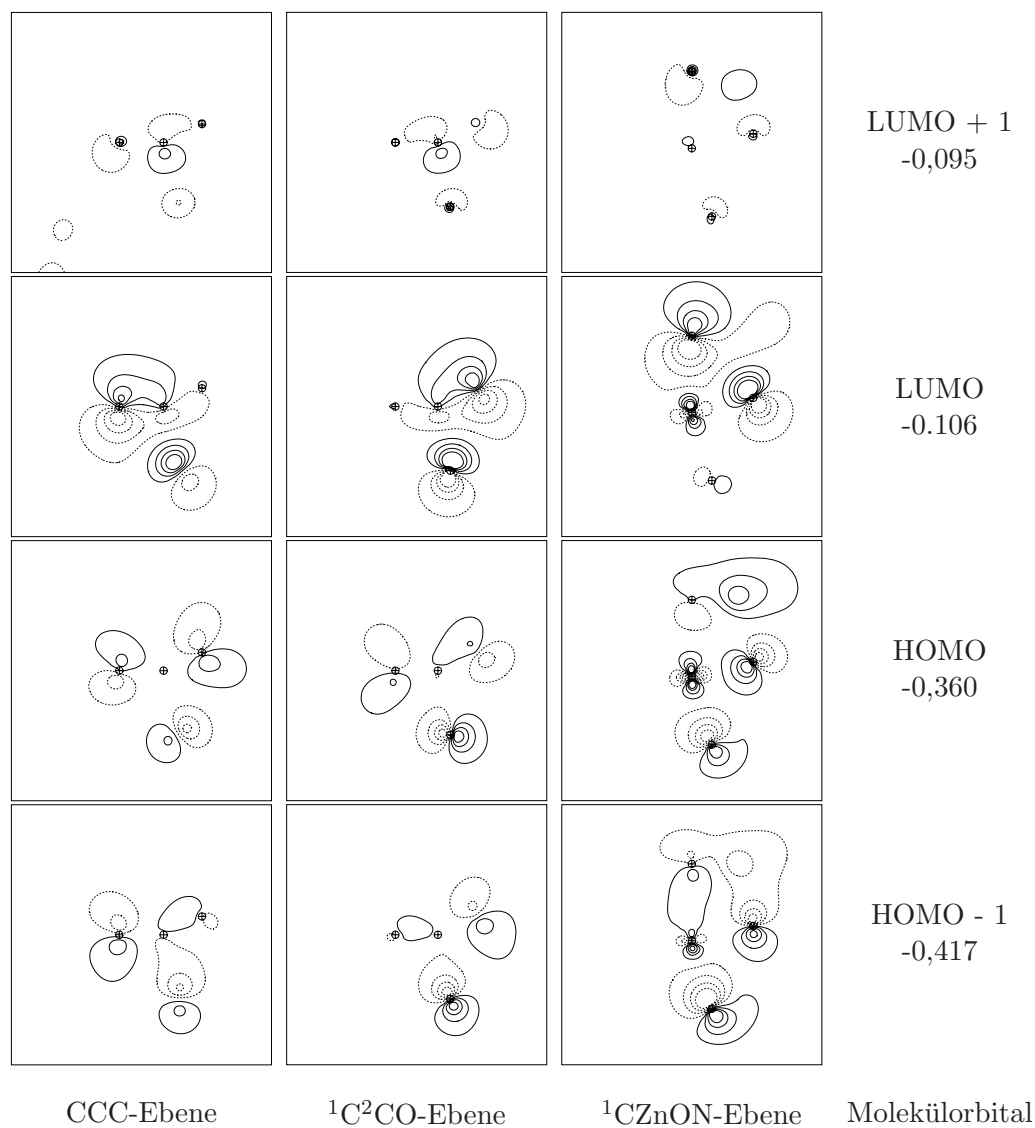 LUMO + 1
-0,095
LUMO
-0.106
HOMO
-0,360
HOMO - 1
-0,417
CCC-Ebene ¹C²CO-Ebene ¹CZnON-Ebene Molekülorbital